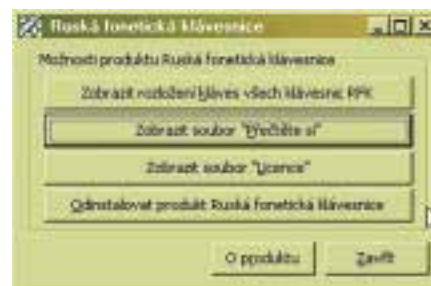 Ruská fonetická klávesnice
Možnosti produktu Ruská fonetická klávesnice
Zobrazit rozložení kláves všech klávesnic RFK
Zobrazit soubor "Přečtěte si"
Zobrazit soubor "Licence"
Odinstalovat produkt Ruská fonetická klávesnice
O produktu
Zavřít